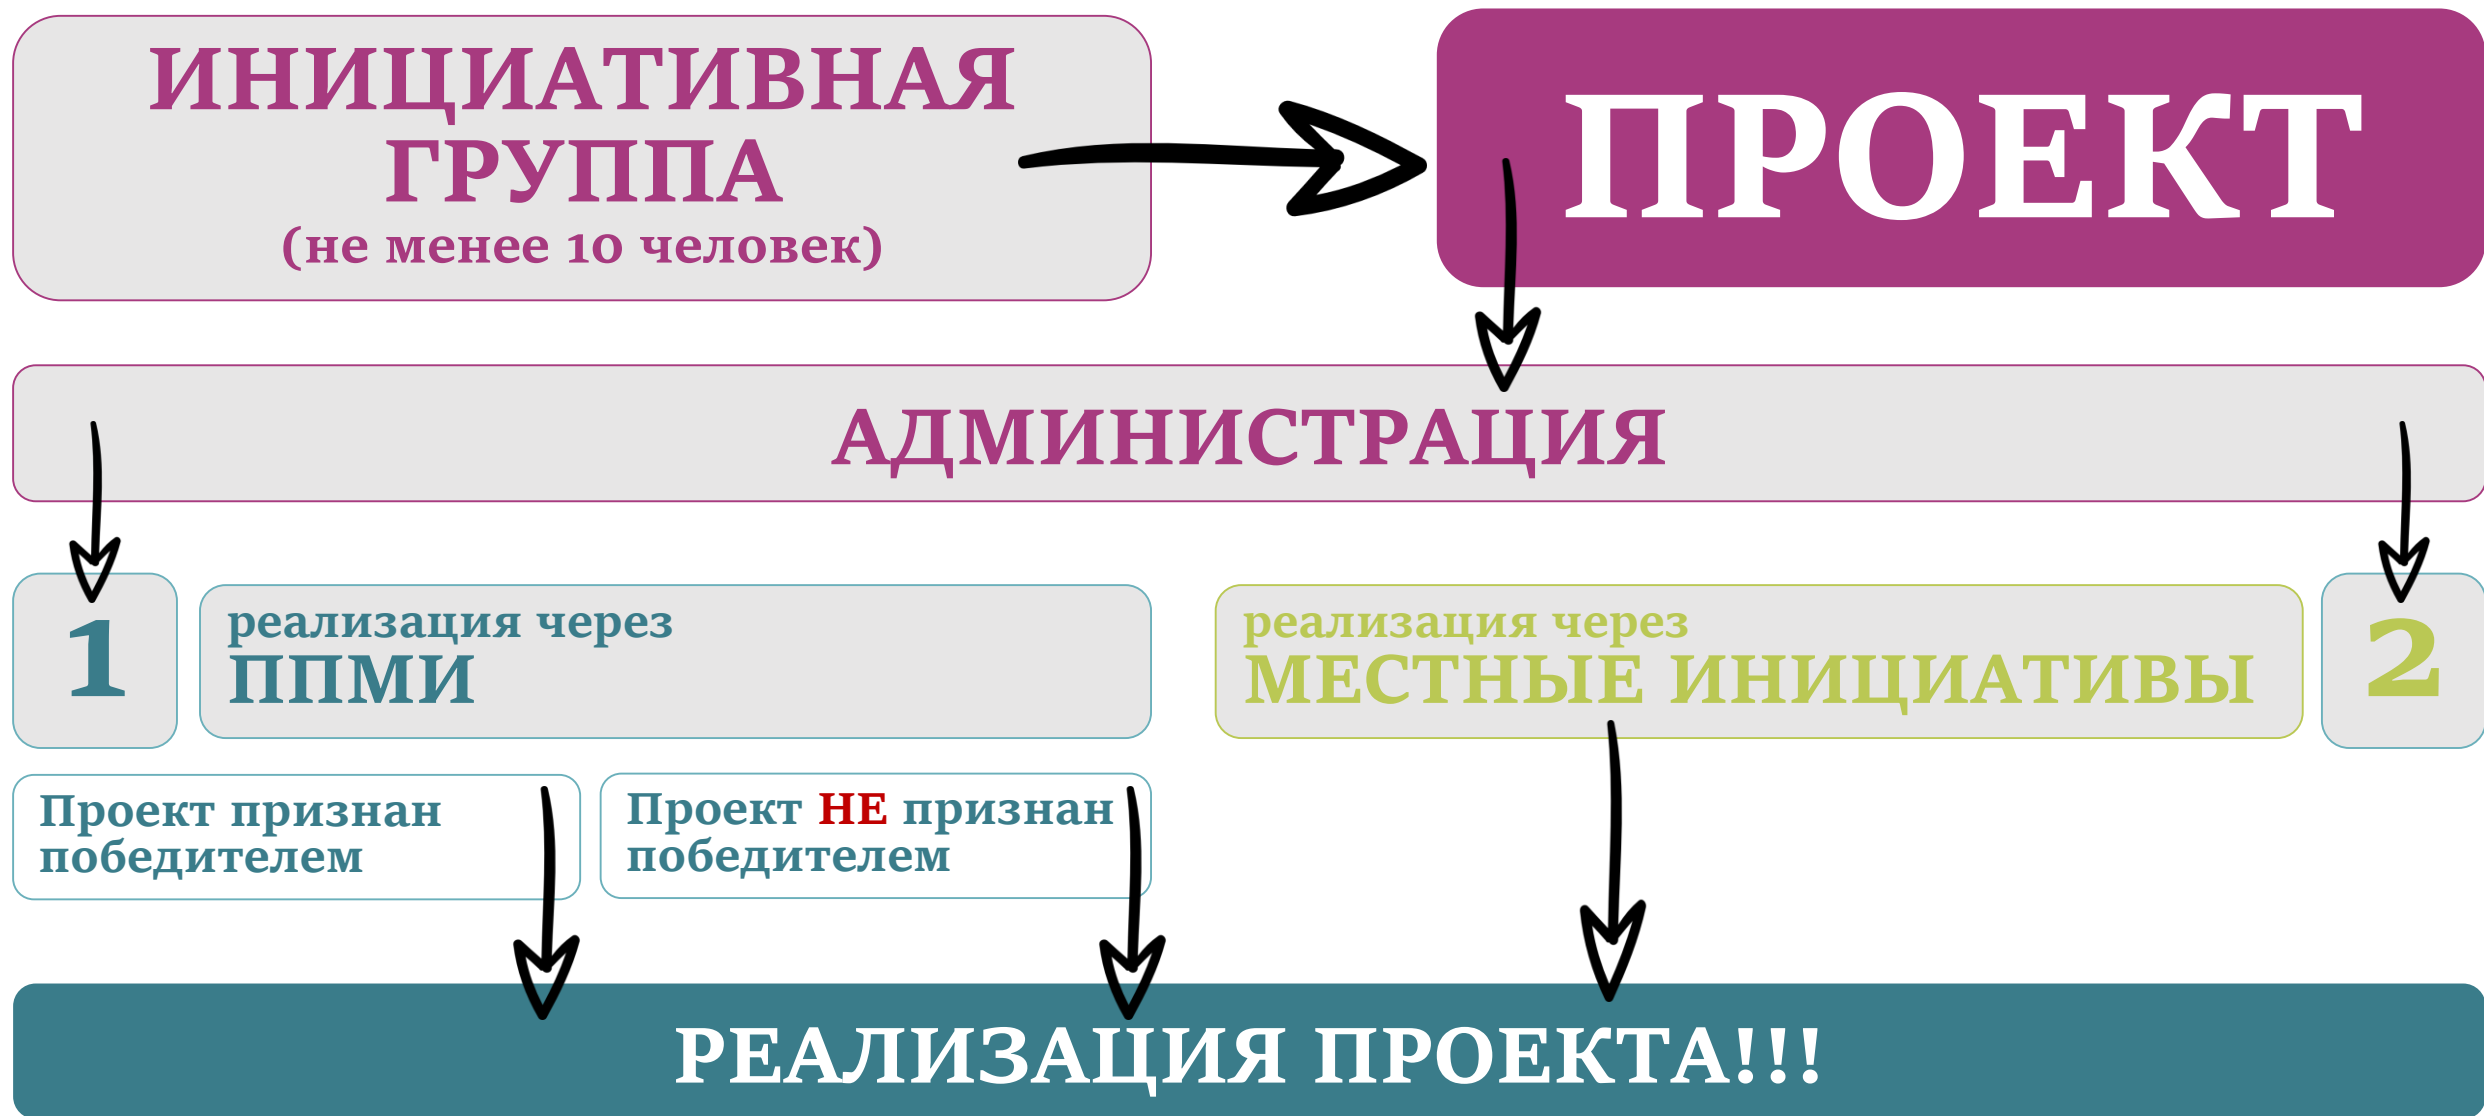 ИНИЦИАТИВНАЯ
ГРУППА
(не менее 10 человек)
ПРОЕКТ
АДМИНИСТРАЦИЯ
1
реализация через
ППМИ
реализация через
МЕСТНЫЕ ИНИЦИАТИВЫ
2
Проект признан
победителем
Проект НЕ признан
победителем
РЕАЛИЗАЦИЯ ПРОЕКТА!!!